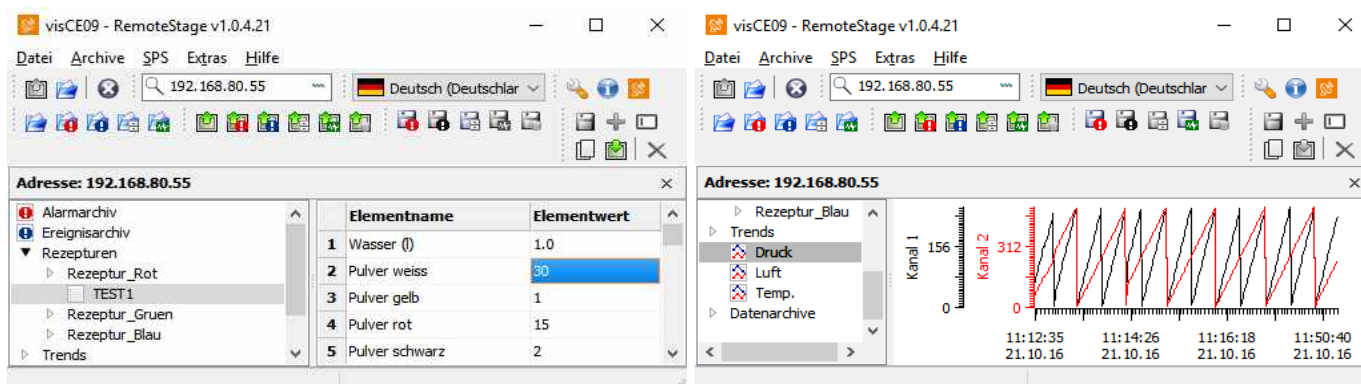 visCE09 - RemoteStage v1.0.4.21
Datei Archive SPS Extras Hilfe
192.168.80.55
Deutsch (Deutschlar
Adresse: 192.168.80.55
Alarmarchiv
Ereignisarchiv
Rezepturen
Rezeptur_Rot
TEST1
Rezeptur_Gruen
Rezeptur_Blau
Trends
Elementname Elementwert
1 Wasser (l) 1.0
2 Pulver weiss 30
3 Pulver gelb 1
4 Pulver rot 15
5 Pulver schwarz 2
visCE09 - RemoteStage v1.0.4.21
Datei Archive SPS Extras Hilfe
192.168.80.55
Deutsch (Deutschlar
Adresse: 192.168.80.55
Rezeptur_Blau
Trends
Druck
Luft
Temp.
Datenarchive
Kanal 1
156
0
Kanal 2
312
0
11:12:35 11:14:26 11:16:18 11:50:40
21.10.16 21.10.16 21.10.16 21.10.16